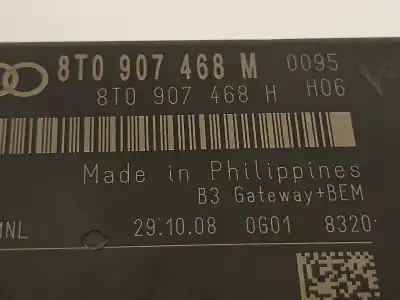 8T0 907 468 M 0095
8T0 907 468 H H06
Made in Philippines
B3 Gateway+BEM
NL 29.10.08 0G01 8320